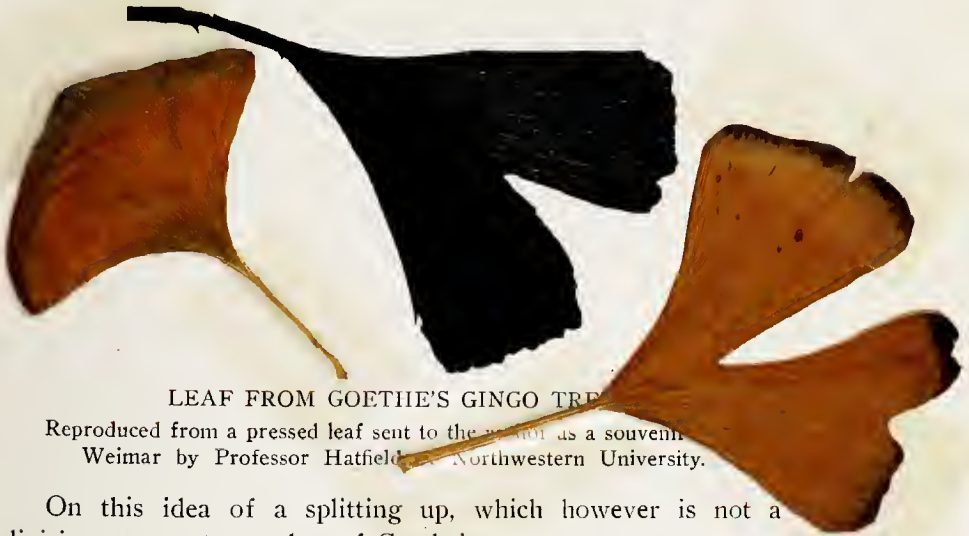 LEAF FROM GOETHE'S GINGO
Reproduced from a pressed leaf sent to the as a souvenir
Weimar by Professor Northwestern University.
On this idea of a splitting up, which however is not a